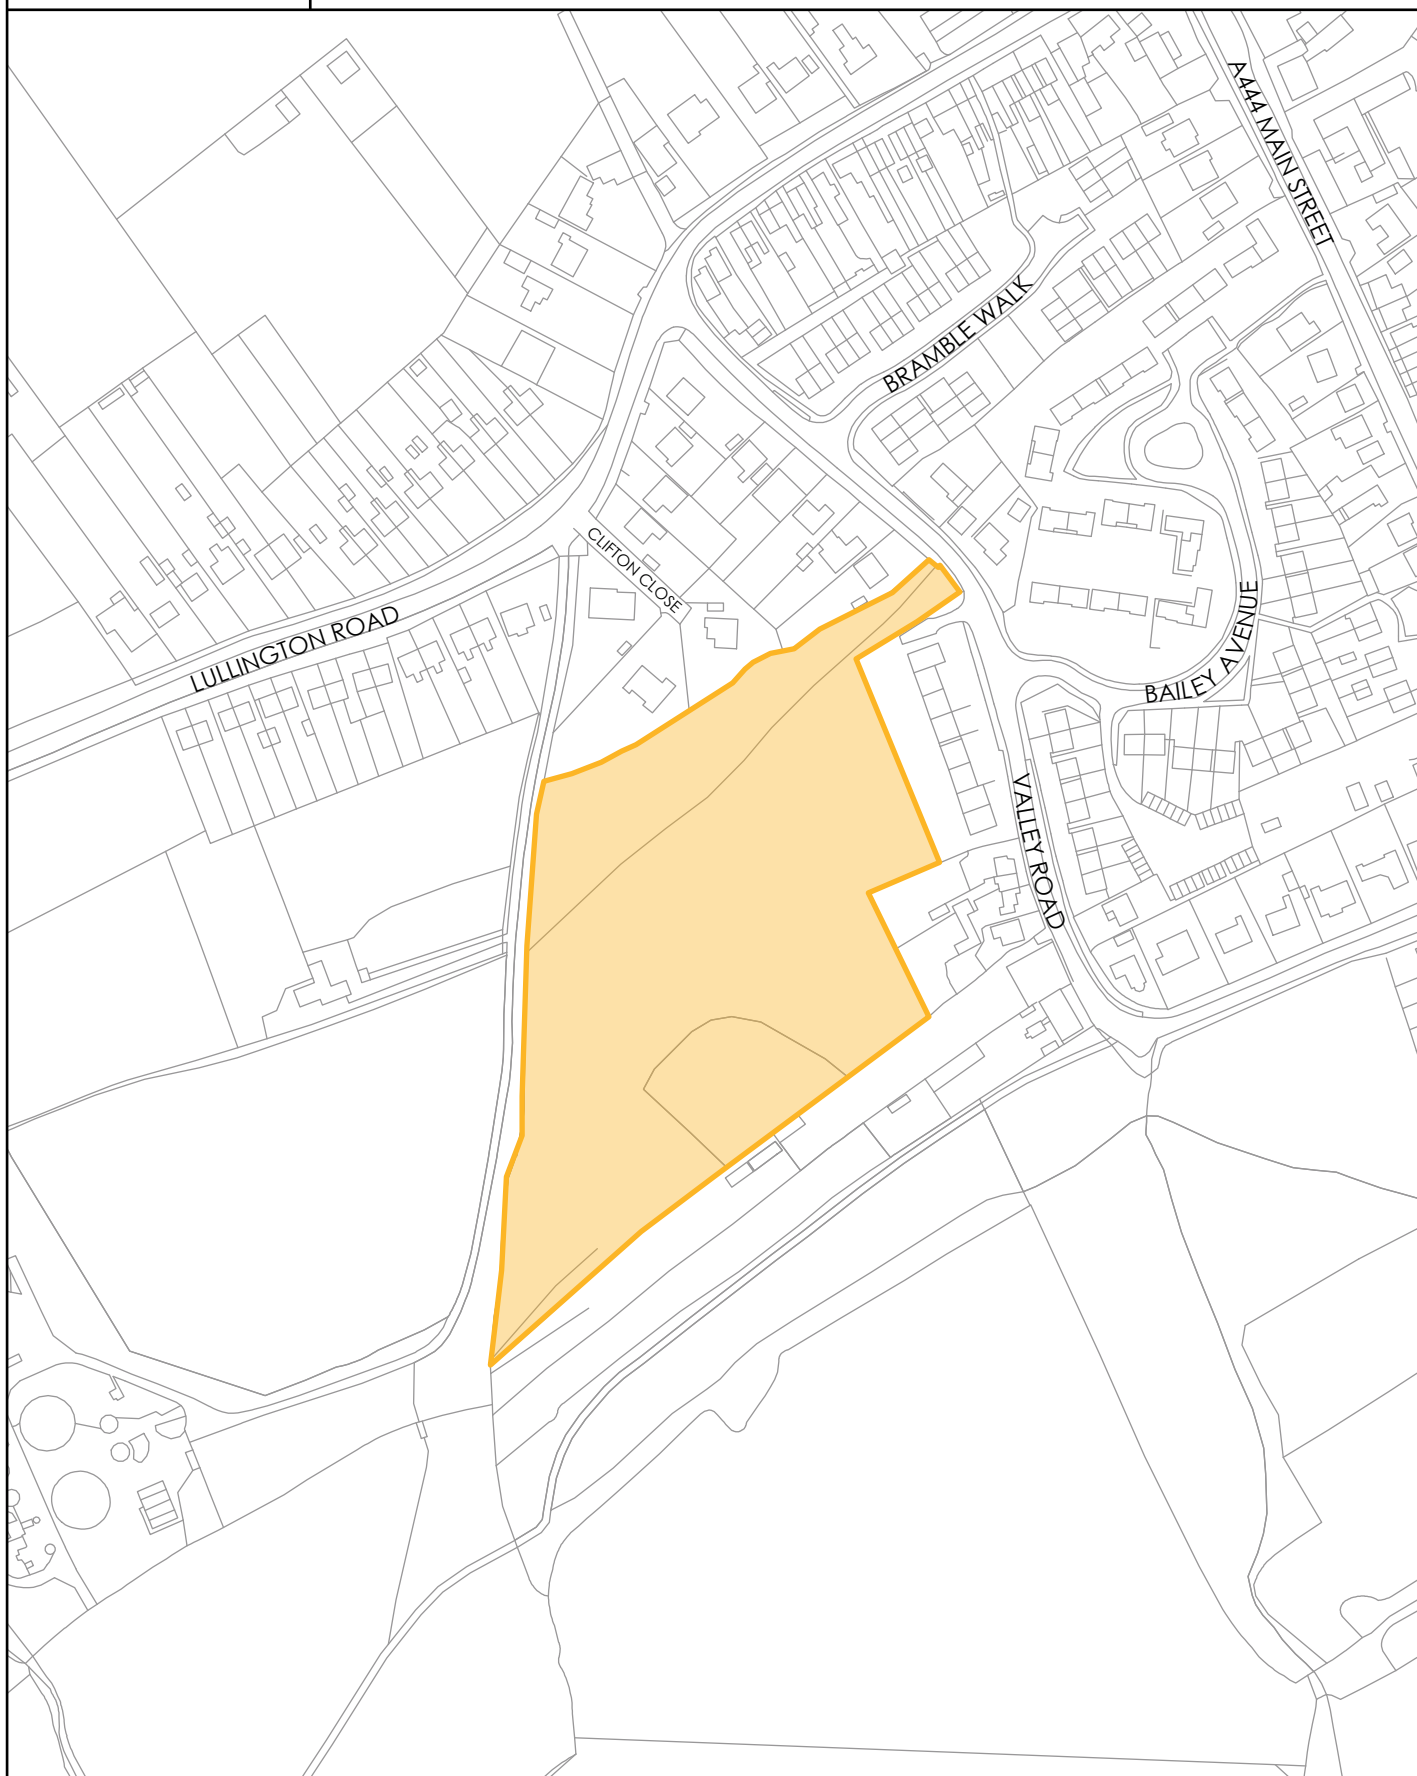 A444 MAIN STREET
BRAMBLE WALK
CLIFTON CLOSE
LULLINGTON ROAD
BAILEY AVENUE
VALLEY ROAD